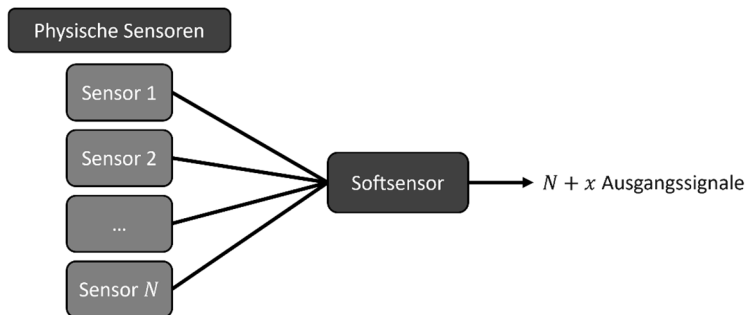 Physische Sensoren
Sensor 1
Sensor 2
...
Sensor N
Softsensor
N + x Ausgangssignale